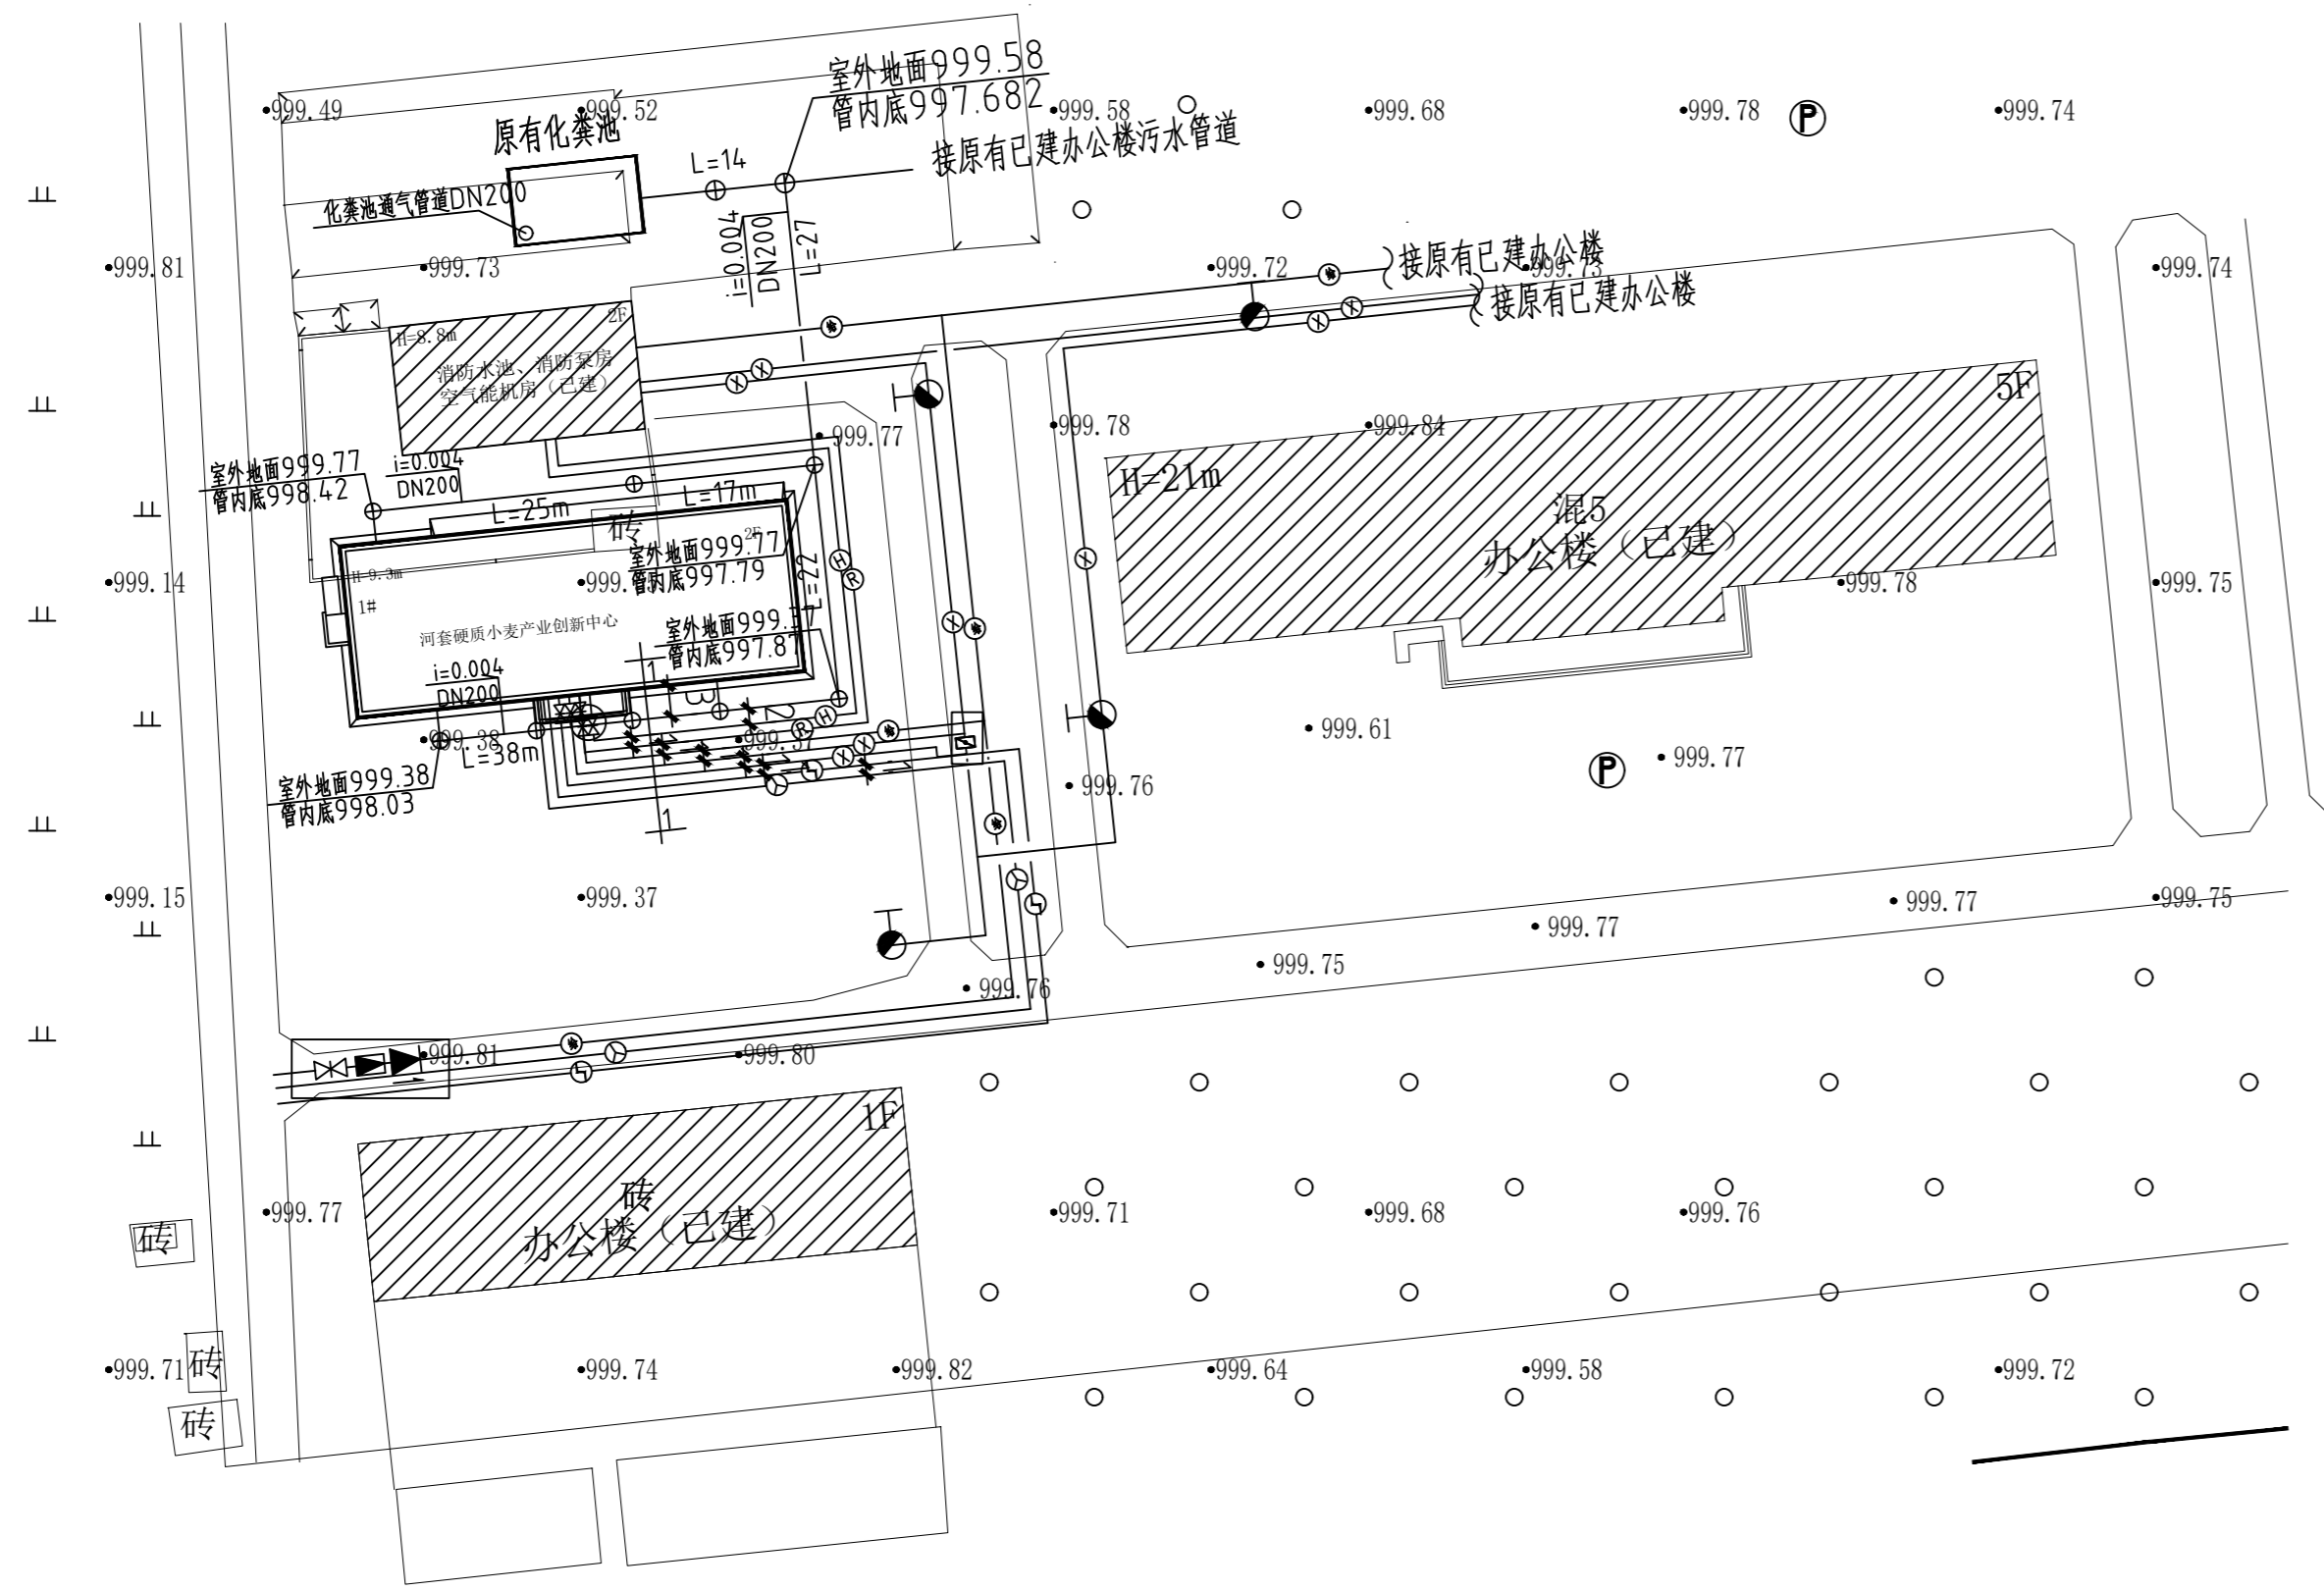 室外地面999.58
管内底997.682
999.49
999.52
999.58
999.68
999.78
P
999.74
原有化粪池
L=14
接原有已建办公楼污水管道
化粪池通气管道DN200
i=0.004
DN200
L=27
999.81
999.73
999.72
接原有已建办公楼
999.73
999.74
接原有已建办公楼
2F
H=8.8m
消防水池、消防泵房
空气能机房（已建）
5F
999.77
999.78
999.84
室外地面999.77
管内底998.42
i=0.004
DN200
L=25m
L=17m
H=21m
混5
办公楼（已建）
砖
2F
室外地面999.77
管内底997.79
L=22
H
R
999.14
H=9.3m
1#
999.78
999.75
河套硬质小麦产业创新中心
室外地面999.37
管内底997.87
i=0.004
DN200
1
3
2
R
H
999.38
L=38m
999.37
999.61
999.77
P
室外地面999.38
管内底998.03
999.76
1
999.15
999.37
999.77
999.77
999.75
999.75
999.76
999.81
999.80
1F
砖
办公楼（已建）
999.77
999.71
999.68
999.76
砖
砖
999.71
999.74
999.82
999.64
999.58
999.72
砖